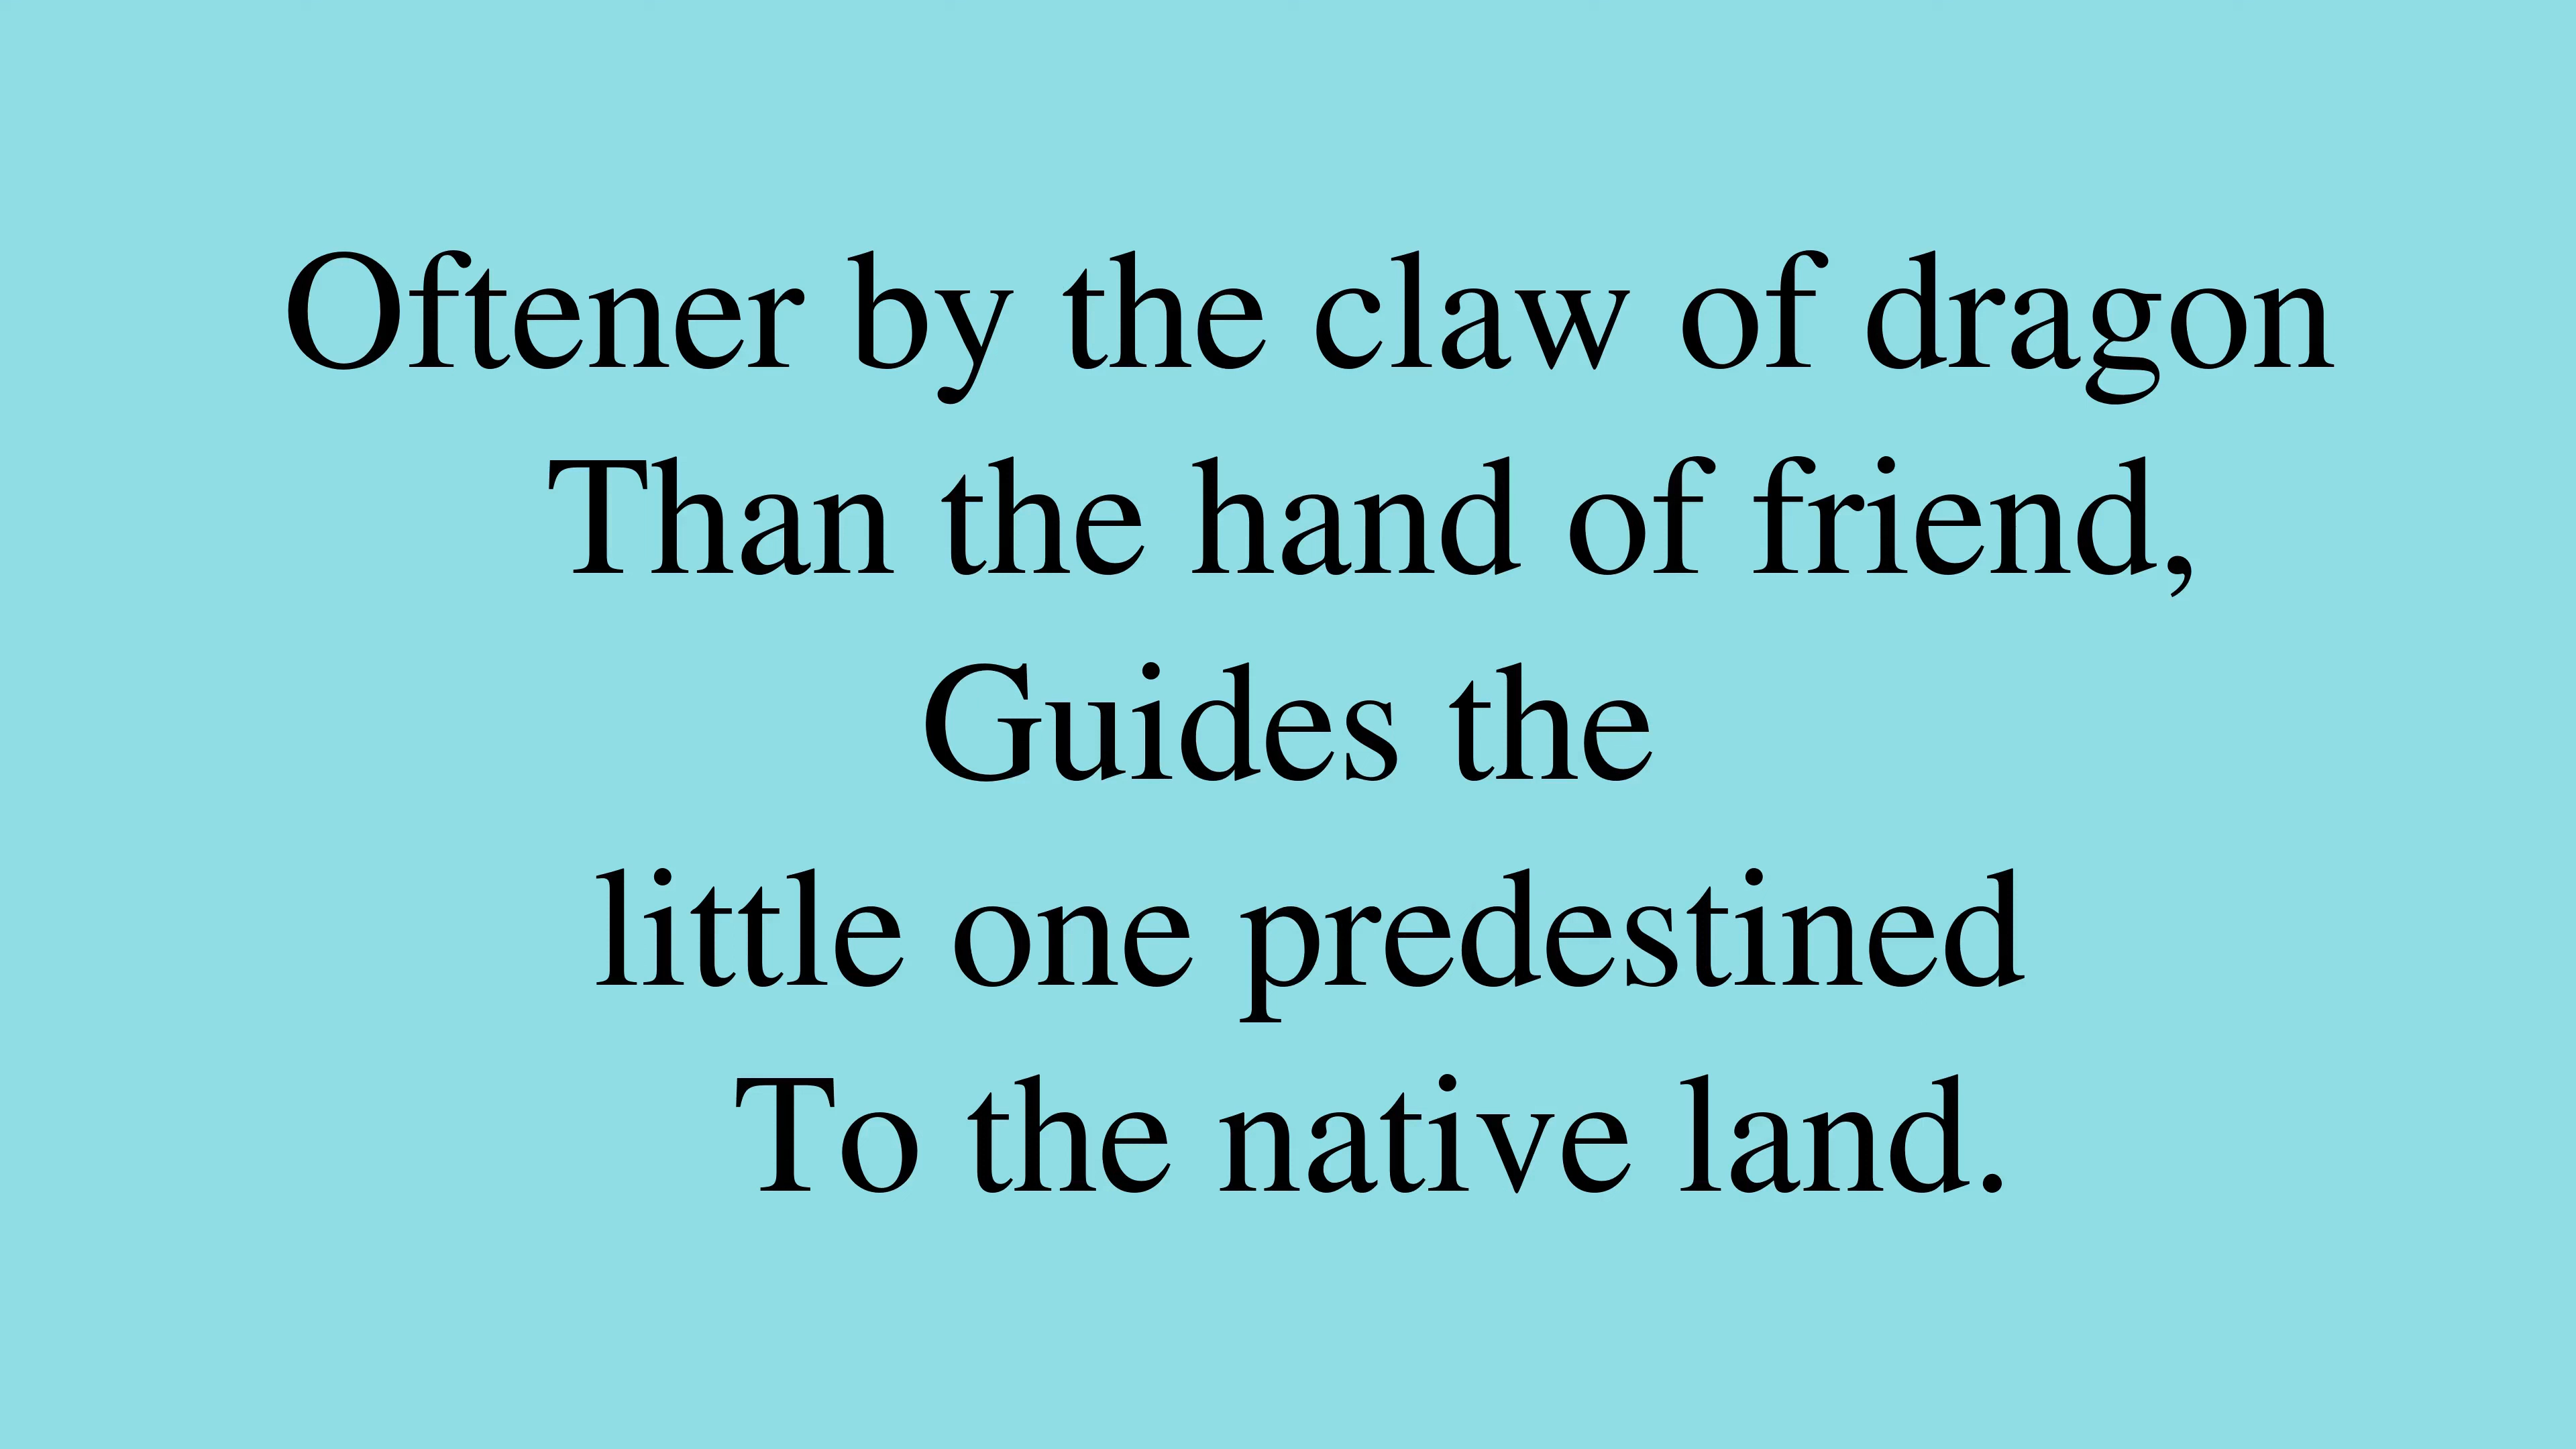 Oftener by the claw of dragon
Than the hand of friend,
Guides the
little one predestined
To the native land.